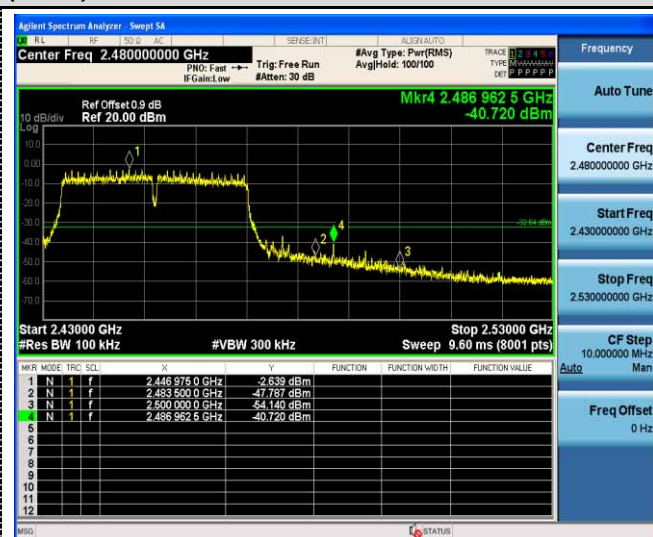 Agilent Spectrum Analyzer - Swept SA
RL RF 50 Ω AC SENSE:INT ALIGN AUTO
Center Freq 2.480000000 GHz
PNO: Fast
IFGain:Low
Trig: Free Run
#Atten: 30 dB
#Avg Type: Pwr(RMS)
Avg|Hold: 100/100
TRACE 1 2 3 4 5 6
TYPE M
DET P P P P P P
Frequency
Auto Tune
Center Freq
2.480000000 GHz
Start Freq
2.430000000 GHz
Stop Freq
2.530000000 GHz
CF Step
10.000000 MHz
Auto Man
Freq Offset
0 Hz
Ref Offset 0.9 dB
10 dB/div Ref 20.00 dBm
Log
Mkr4 2.486 962 5 GHz
-40.720 dBm
10.0
0.00
-10.0
-20.0
-30.0
-40.0
-50.0
-60.0
-70.0
1
2
3
4
-32.64 dBm
Start 2.43000 GHz Stop 2.53000 GHz
#Res BW 100 kHz #VBW 300 kHz Sweep 9.60 ms (8001 pts)
MKR MODE TRC SCL X Y FUNCTION FUNCTION WIDTH FUNCTION VALUE
1 N 1 f 2.446 975 0 GHz -2.639 dBm
2 N 1 f 2.483 500 0 GHz -47.787 dBm
3 N 1 f 2.500 000 0 GHz -54.140 dBm
4 N 1 f 2.486 962 5 GHz -40.720 dBm
5
6
7
8
9
10
11
12
MSG STATUS